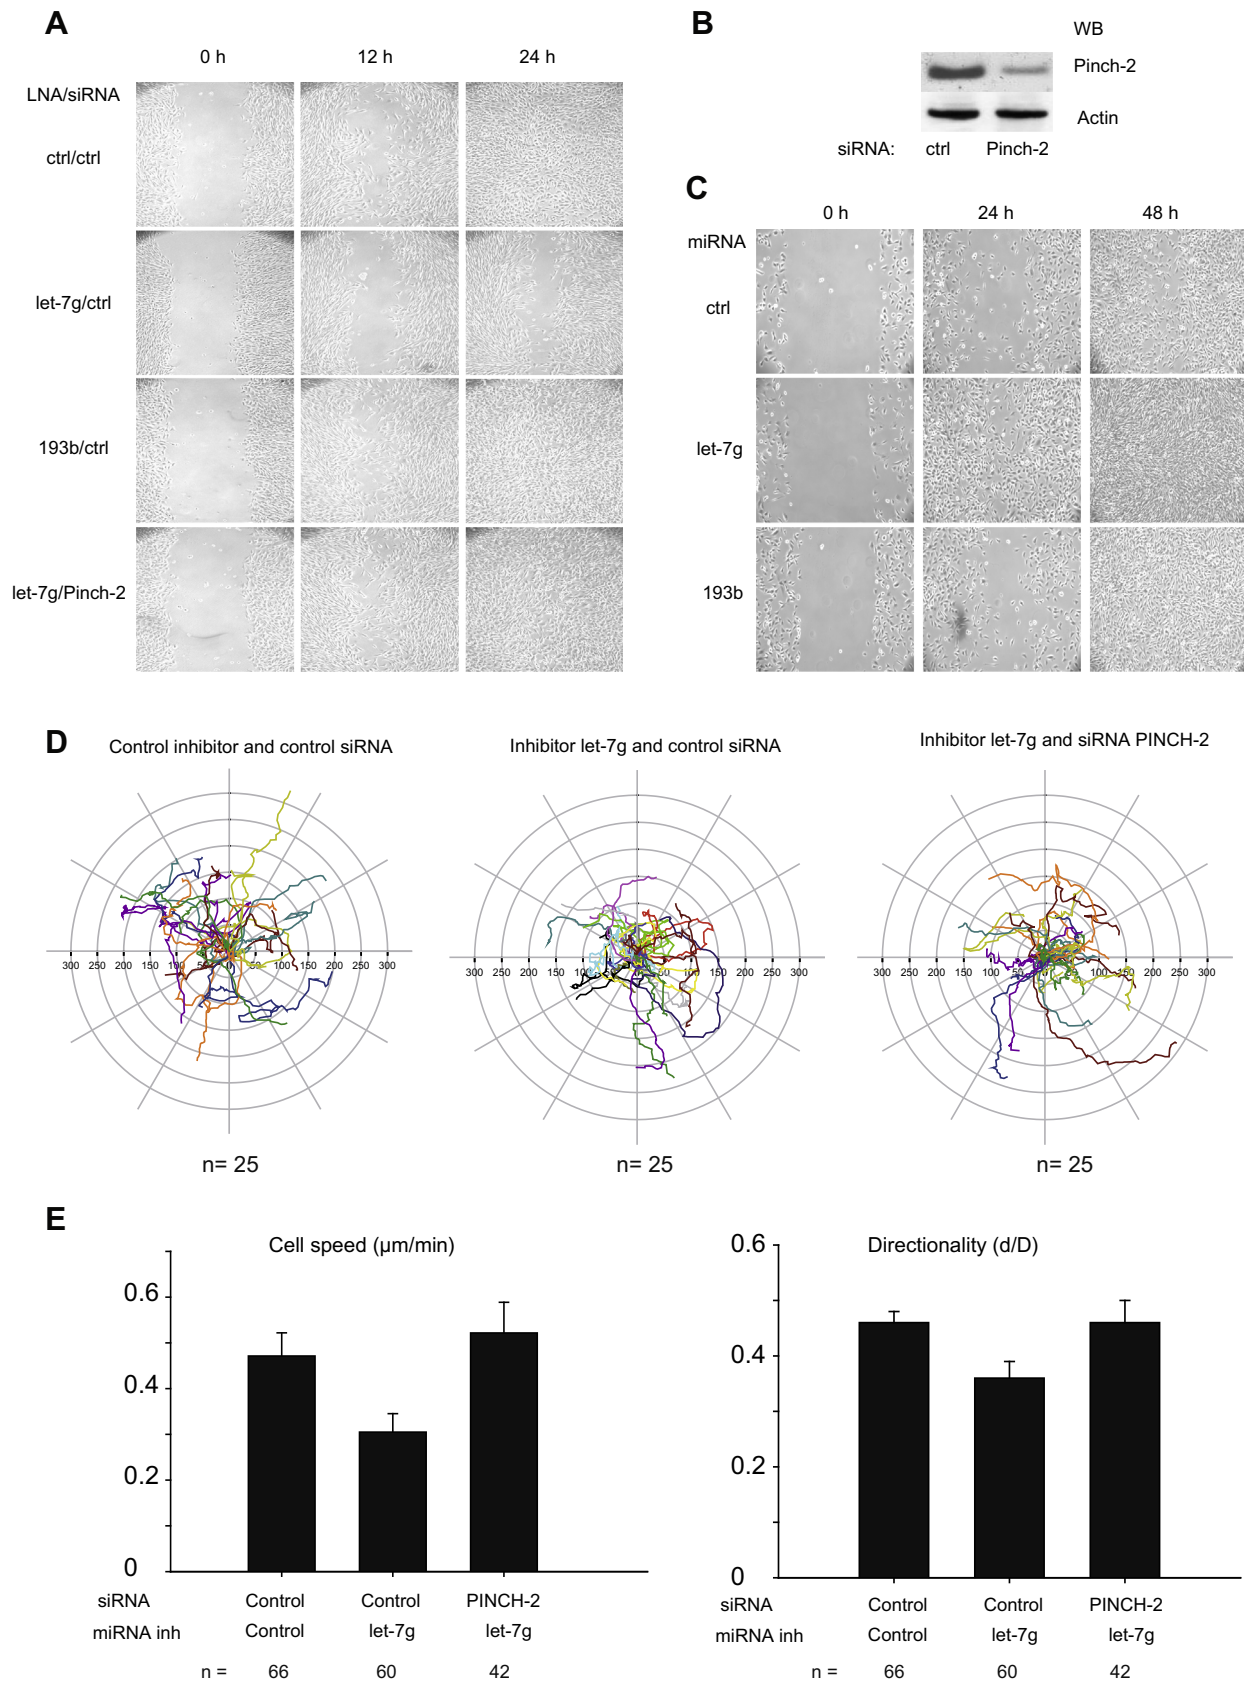 A
0 h 12 h 24 h
LNA/siRNA
ctrl/ctrl
let-7g/ctrl
193b/ctrl
let-7g/Pinch-2
B
WB
Pinch-2
Actin
siRNA: ctrl Pinch-2
C
0 h 24 h 48 h
miRNA
ctrl
let-7g
193b
D
Control inhibitor and control siRNA
300 250 200 150 100 50 0 50 100 150 200 250 300
n= 25
Inhibitor let-7g and control siRNA
300 250 200 150 100 50 0 50 100 150 200 250 300
n= 25
Inhibitor let-7g and siRNA PINCH-2
300 250 200 150 100 50 0 50 100 150 200 250 300
n= 25
E
Cell speed (µm/min)
0.6
0.4
0.2
0
siRNA Control Control PINCH-2
miRNA inh Control let-7g let-7g
n = 66 60 42
Directionality (d/D)
0.6
0.4
0.2
0
siRNA Control Control PINCH-2
miRNA inh Control let-7g let-7g
n = 66 60 42